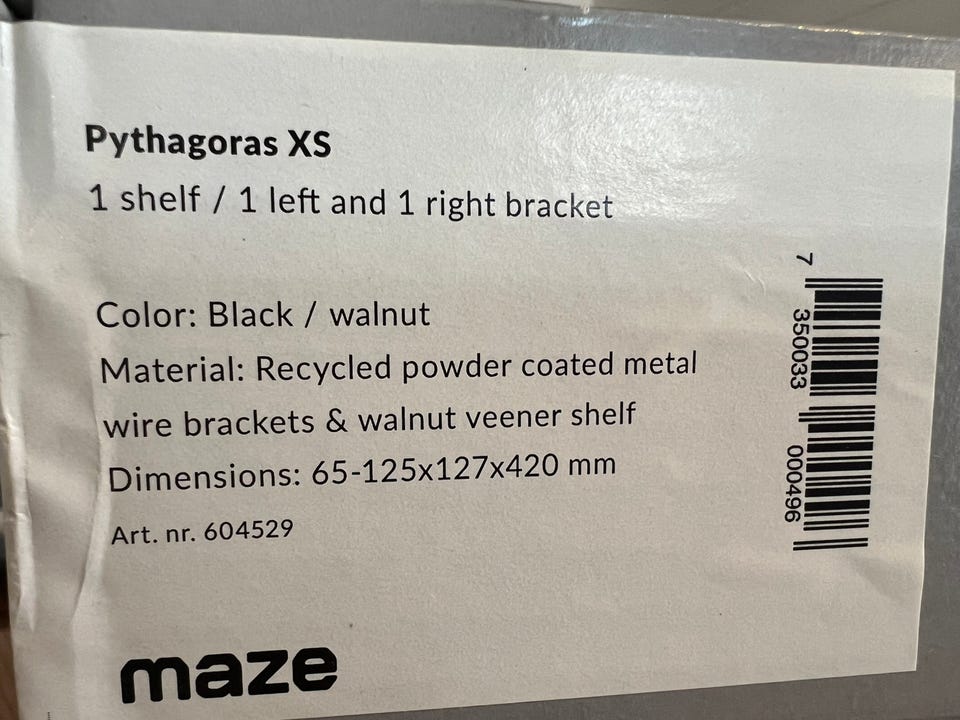 Pythagoras XS
1 shelf / 1 left and 1 right bracket
Color: Black / walnut
Material: Recycled powder coated metal
wire brackets & walnut veener shelf
Dimensions: 65-125x127x420 mm
Art. nr. 604529
maze
7 350033 000496